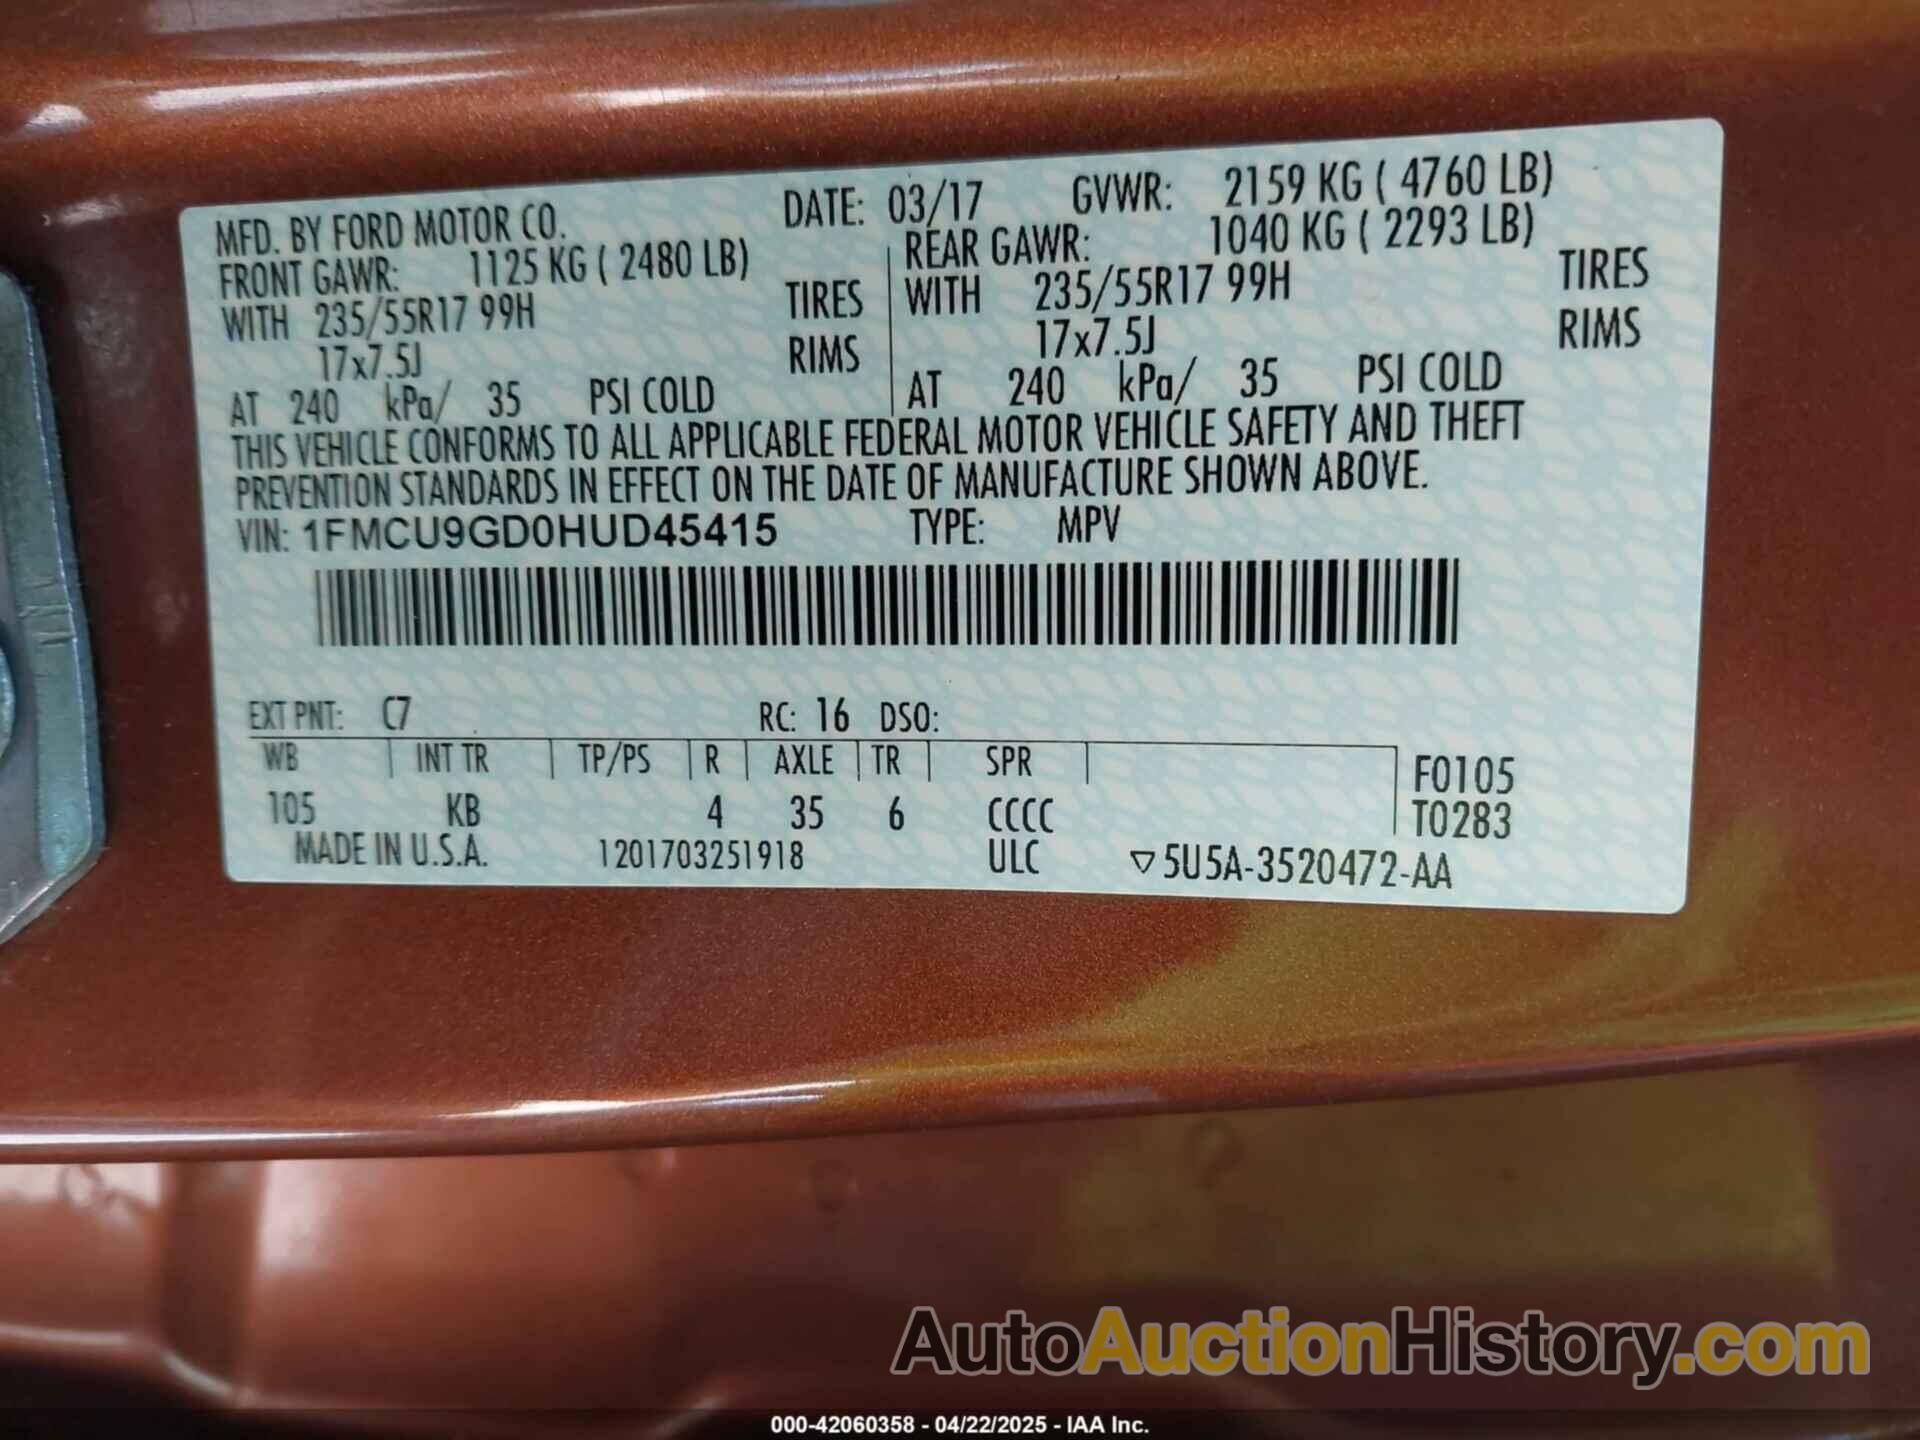 MFD. BY FORD MOTOR CO. DATE: 03/17 GVWR: 2159 KG ( 4760 LB)
FRONT GAWR: 1125 KG ( 2480 LB) REAR GAWR: 1040 KG ( 2293 LB)
WITH 235/55R17 99H TIRES WITH 235/55R17 99H TIRES
17x7.5J RIMS 17x7.5J RIMS
AT 240 kPa/ 35 PSI COLD AT 240 kPa/ 35 PSI COLD
THIS VEHICLE CONFORMS TO ALL APPLICABLE FEDERAL MOTOR VEHICLE SAFETY AND THEFT
PREVENTION STANDARDS IN EFFECT ON THE DATE OF MANUFACTURE SHOWN ABOVE.
VIN: 1FMCU9GD0HUD45415 TYPE: MPV
EXT PNT: C7 RC: 16 DSO:
WB INT TR TP/PS R AXLE TR SPR F0105
105 KB 4 35 6 CCCC T0283
MADE IN U.S.A. 1201703251918 ULC ▽5U5A-3520472-AA
AutoAuctionHistory.com
000-42060358 - 04/22/2025 - IAA Inc.